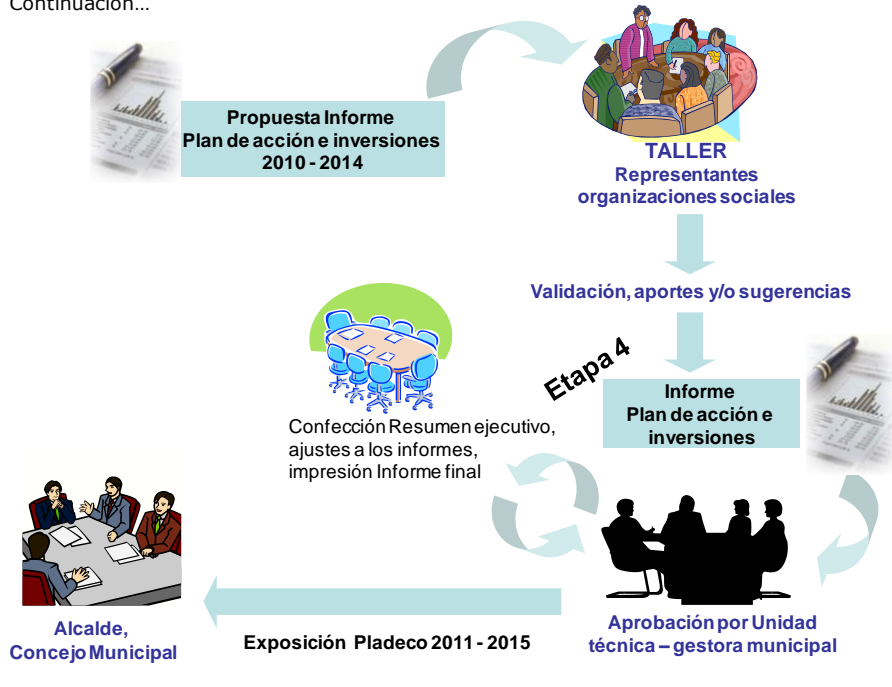 Continuación...
Propuesta Informe
Plan de acción e inversiones
2010 - 2014
TALLER
Representantes
organizaciones sociales
Validación, aportes y/o sugerencias
Etapa 4
Informe
Plan de acción e
inversiones
Confección Resumen ejecutivo,
ajustes a los informes,
impresión Informe final
Aprobación por Unidad
técnica – gestora municipal
Exposición Pladeco 2011 - 2015
Alcalde,
Concejo Municipal